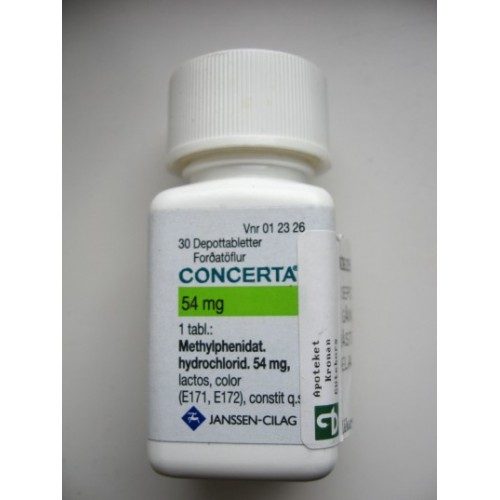 Vnr 01 23 26
30 Depottabletter
Forðatöflur
CONCERTA®
54 mg
1 tabl.:
Methylphenidat.
hydrochlorid. 54 mg,
lactos, color
(E171, E172), constit q.s
JANSSEN-CILAG
Apoteket
Kronan